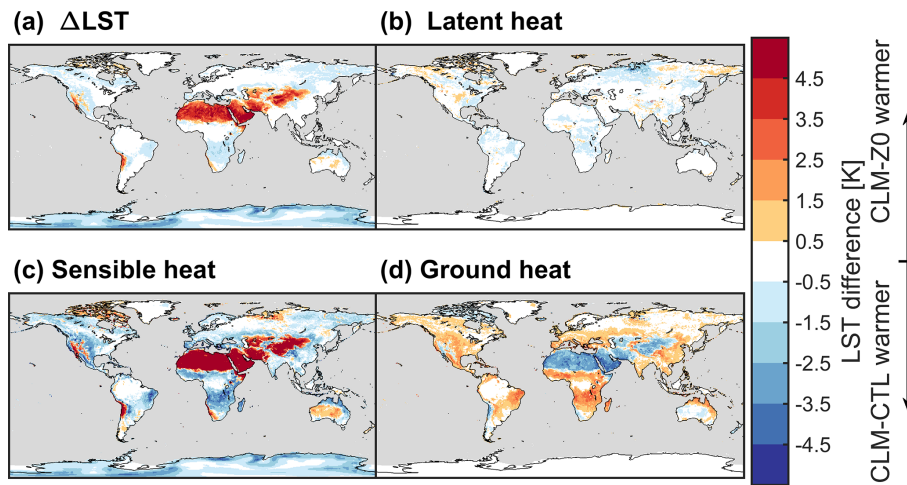 (a) ΔLST
(b) Latent heat
(c) Sensible heat
(d) Ground heat
4.5
3.5
2.5
1.5
0.5
-0.5
-1.5
-2.5
-3.5
-4.5
LST difference [K]
CLM-CTL warmer
CLM-Z0 warmer